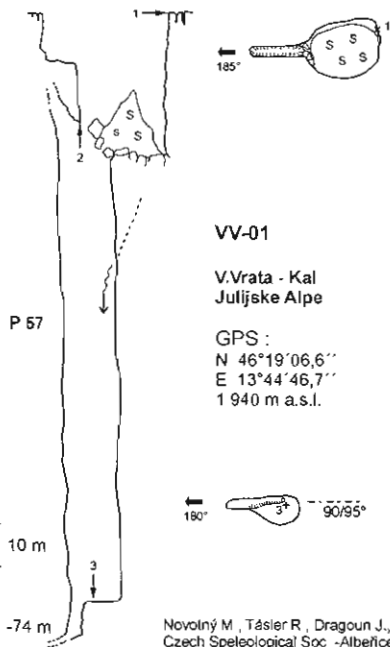 1
1
S
S S
S
185°
S
s S
2
VV-01
V.Vrata - Kal
Julijske Alpe
GPS :
N 46°19´06,6´´
E 13°44´46,7´´
1 940 m a.s.l.
P 57
180°
3
90/95°
10 m
3
-74 m
Novotný M , Tásler R , Dragoun J.,
Czech Speleological Soc -Albeřice